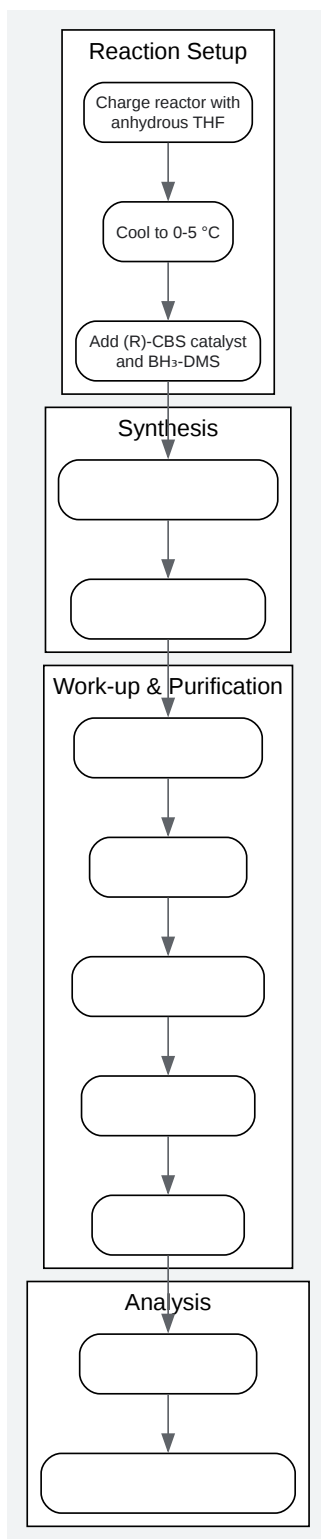 Reaction Setup
Charge reactor with
anhydrous THF
Cool to 0-5 °C
Add (R)-CBS catalyst
and BH₃-DMS
Synthesis
Work-up & Purification
Analysis